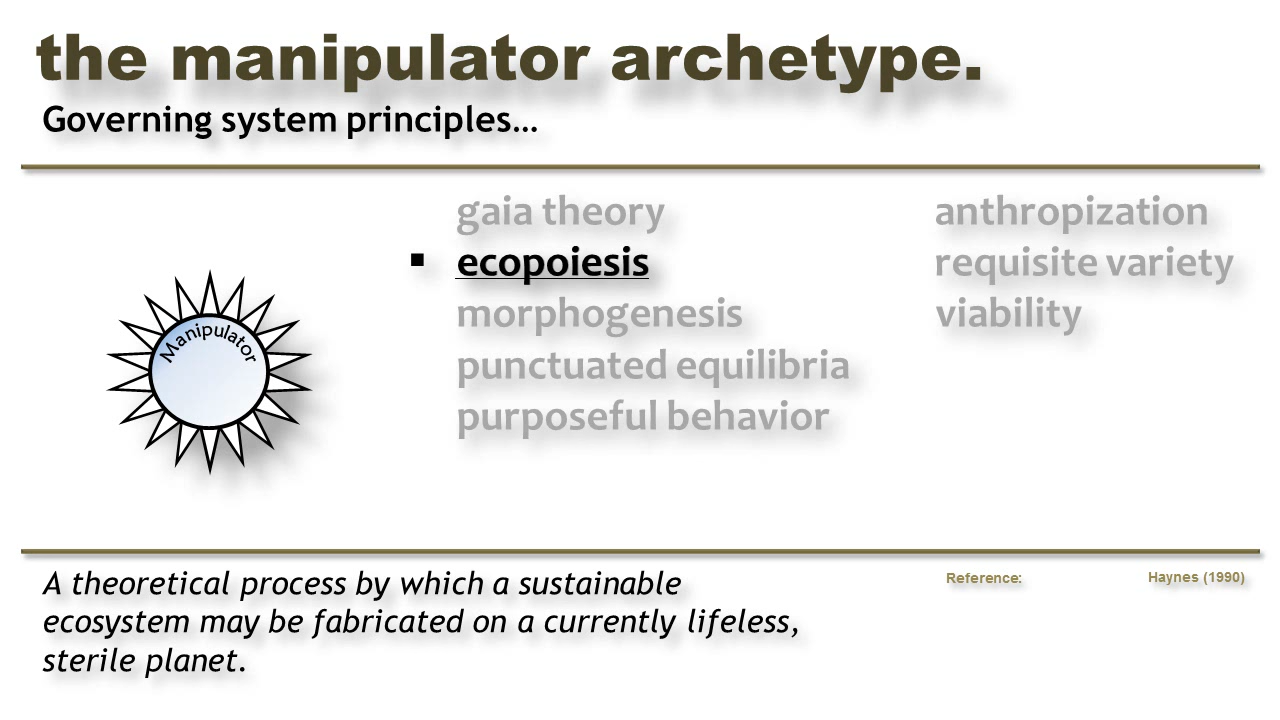 the manipulator archetype.
Governing system principles…
gaia theory
▪ ecopoiesis
morphogenesis
punctuated equilibria
purposeful behavior
anthropization
requisite variety
viability
Manipulator
A theoretical process by which a sustainable
ecosystem may be fabricated on a currently lifeless,
sterile planet.
Reference: Haynes (1990)